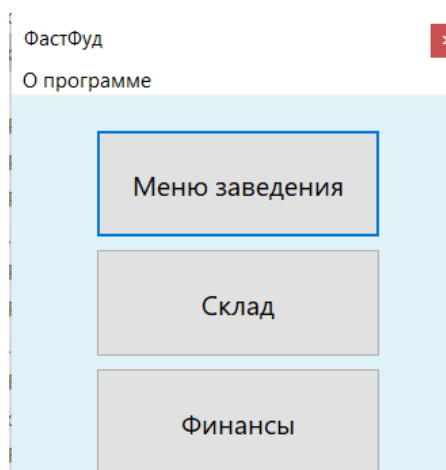 ФастФуд
О программе
Меню заведения
Склад
Финансы